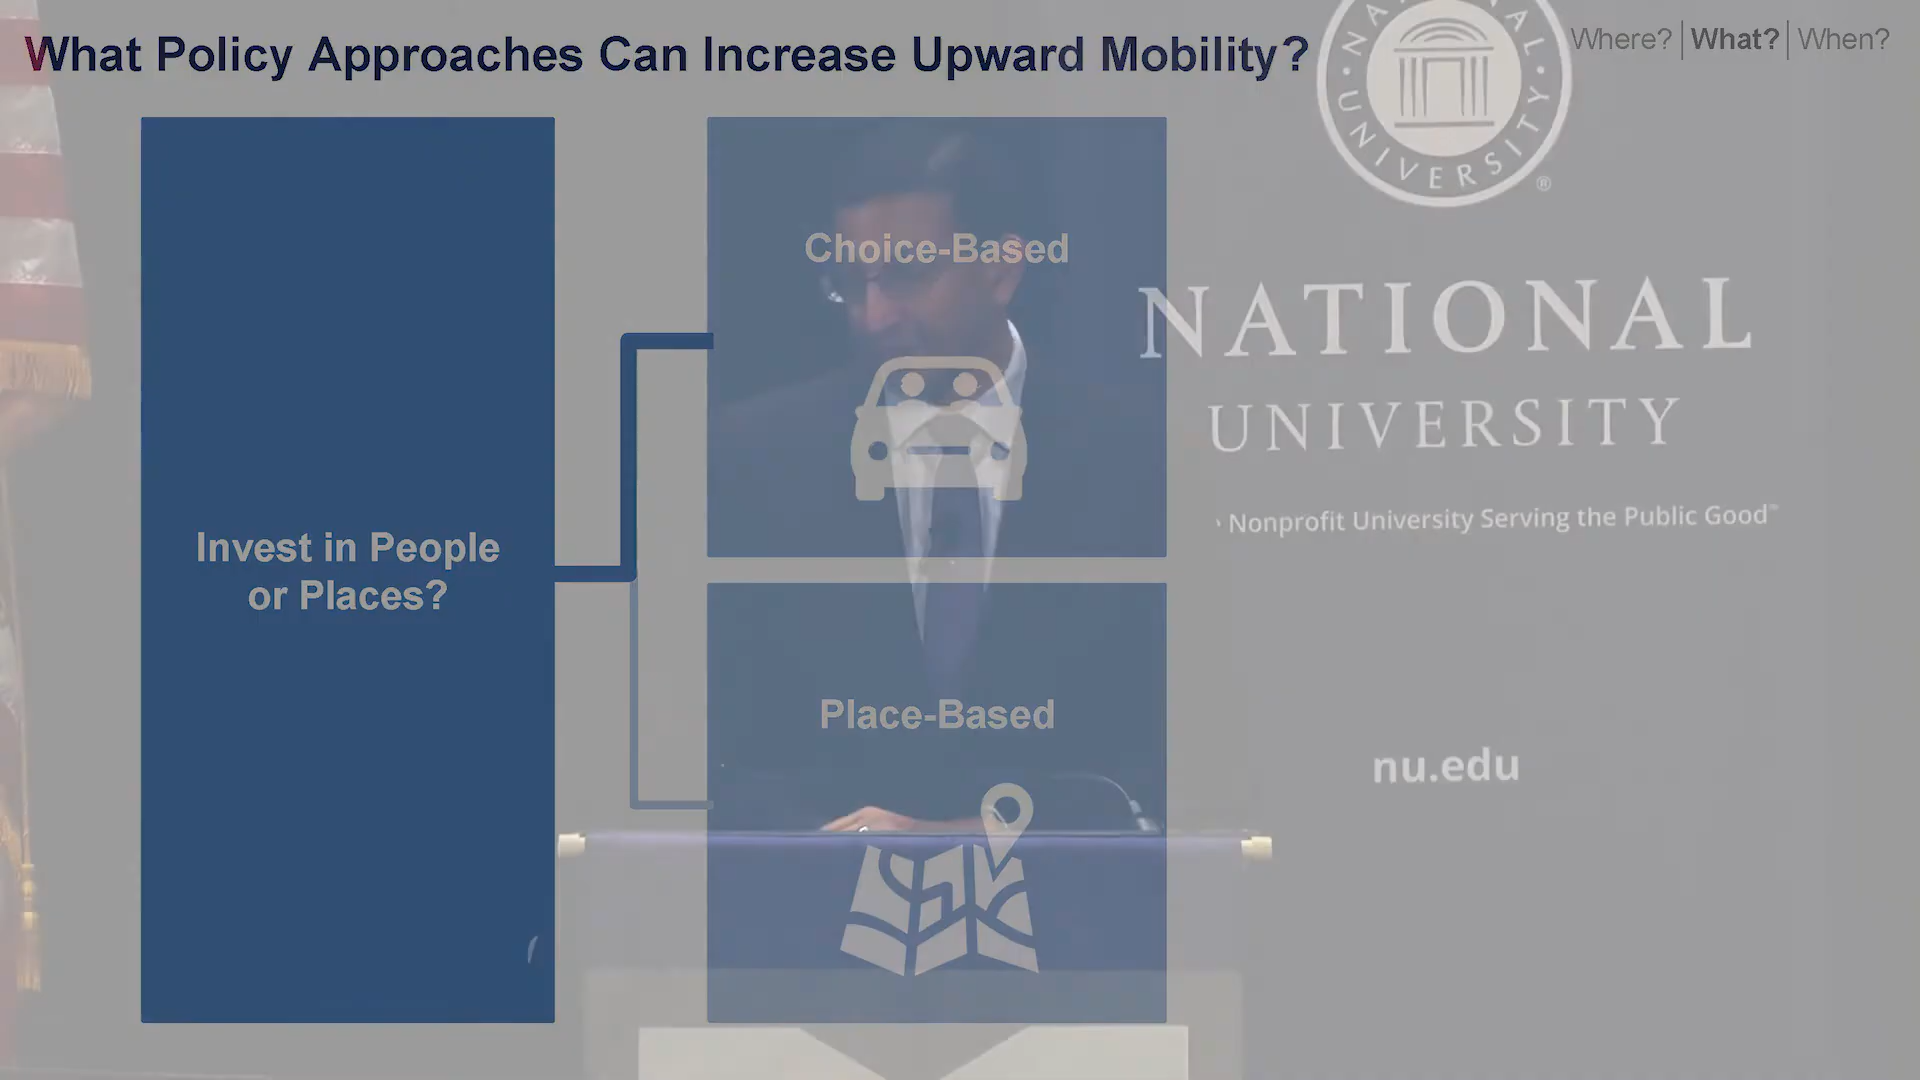 What Policy Approaches Can Increase Upward Mobility?
Where? | What? | When?
Invest in People
or Places?
Choice-Based
Place-Based
NATIONAL
UNIVERSITY
®
NATIONAL
UNIVERSITY
Nonprofit University Serving the Public Good
nu.edu